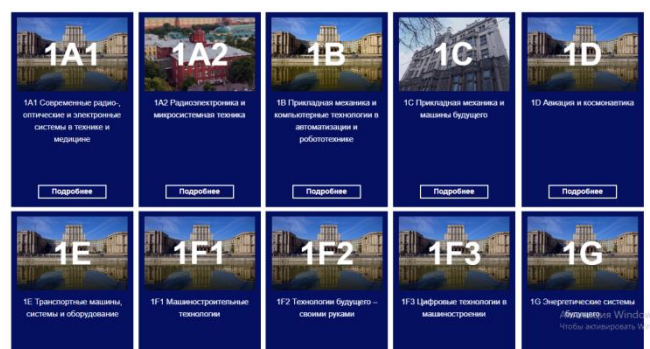 1A1
1A2
1B
1C
1D
1A1 Современные радио-,
оптические и электронные
системы в технике и
медицине
1A2 Радиоэлектроника и
микросистемная техника
1B Прикладная механика и
компьютерные технологии в
автоматизации и
робототехнике
1C Прикладная механика и
машины будущего
1D Авиация и космонавтика
Подробнее
Подробнее
Подробнее
Подробнее
Подробнее
1E
1F1
1F2
1F3
1G
1E Транспортные машины,
системы и оборудование
1F1 Машиностроительные
технологии
1F2 Технологии будущего –
своими руками
1F3 Цифровые технологии в
машиностроении
1G Энергетические системы
будущего
Активация Window
Чтобы активировать Wi